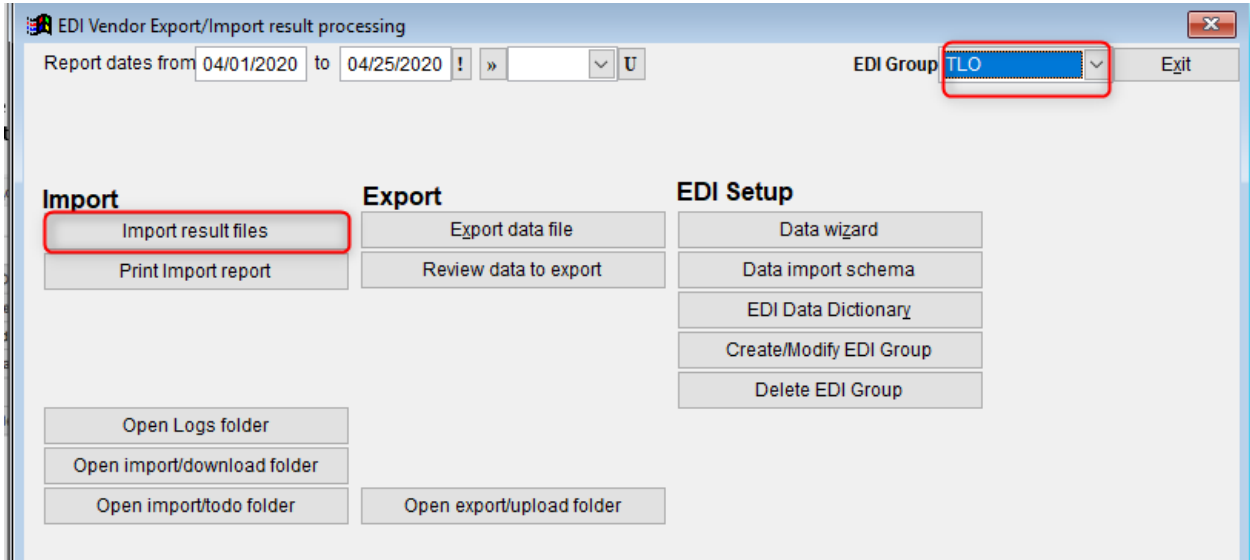 EDI Vendor Export/Import result processing
Report dates from 04/01/2020 to 04/25/2020 ! » U EDI Group TLO Exit
Import Export EDI Setup
Import result files Export data file Data wizard
Print Import report Review data to export Data import schema
EDI Data Dictionary
Create/Modify EDI Group
Delete EDI Group
Open Logs folder
Open import/download folder
Open import/todo folder Open export/upload folder